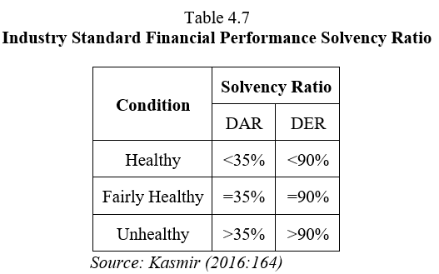 Table 4.7
Industry Standard Financial Performance Solvency Ratio
Condition
Solvency Ratio
DAR DER
Healthy <35% <90%
Fairly Healthy =35% =90%
Unhealthy >35% >90%
Source: Kasmir (2016:164)